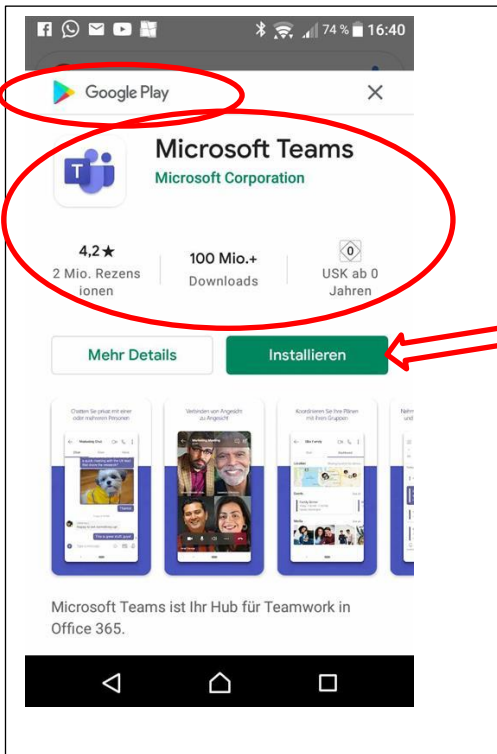 74 % 16:40
Google Play
Microsoft Teams
Microsoft Corporation
4,2★
2 Mio. Rezens
ionen
100 Mio.+
Downloads
0
USK ab 0
Jahren
Mehr Details
Installieren
Chatten Sie privat mit einer
oder mehreren Personen
Verbinden von Angesicht
zu Angesicht
Koordinieren Sie Ihre Pläne
mit Ihren Gruppen
Microsoft Teams ist Ihr Hub für Teamwork in
Office 365.